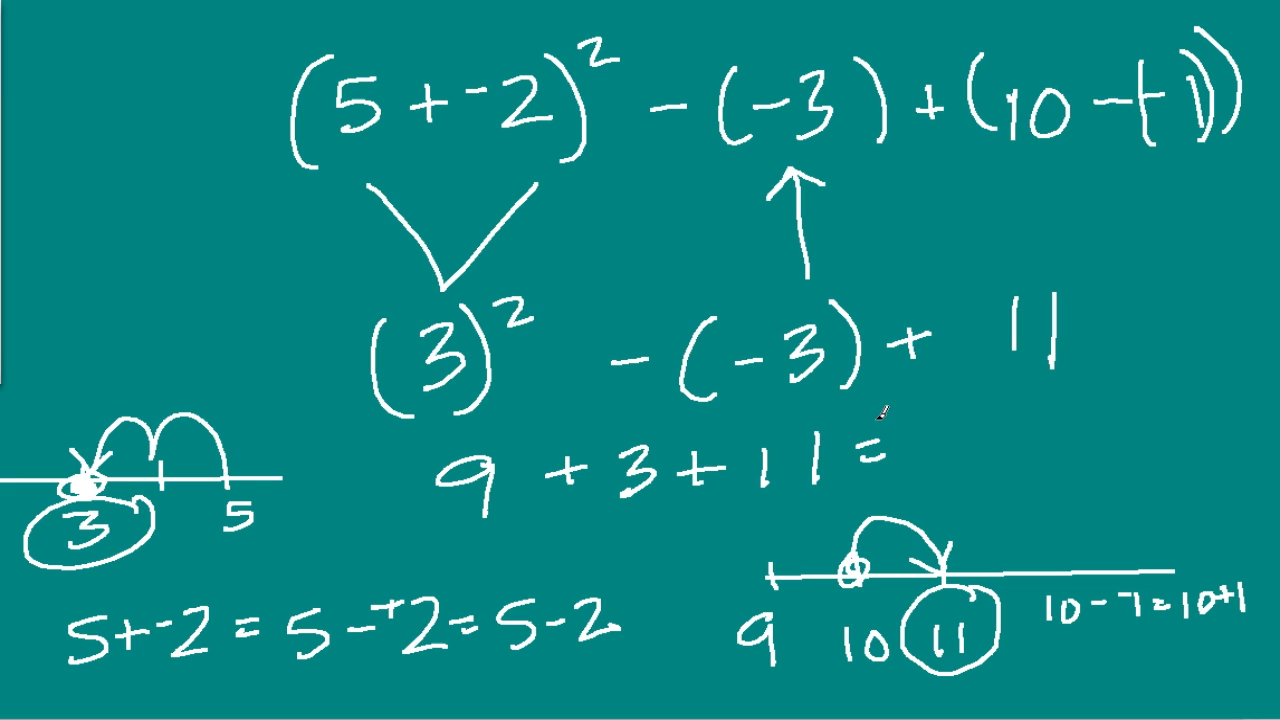 (5 + -2)² - (-3) + (10 - (-1))
(3)² - (-3) + 11
9 + 3 + 11 =
3 5
5 + -2 = 5 - +2 = 5 - 2
9 10 11
10 - -1 = 10 + 1